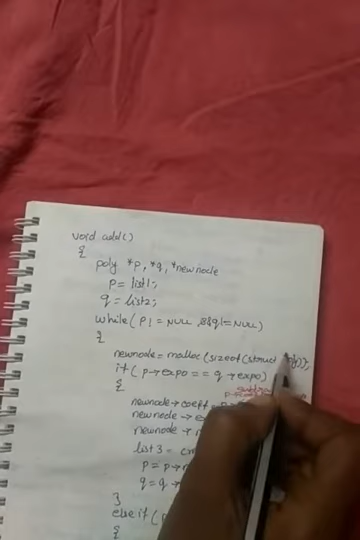 void add()
{
poly *p, *q, *newnode
p = list1;
q = list2;
while( p! = NULL && q!= NULL)
{
newnode = malloc (sizeof (struct
if ( p→expo == q →expo)
{
newnode→coeff =
newnode→
newnode→
list3 =
p = p→
q = q→
}
else if (p
{